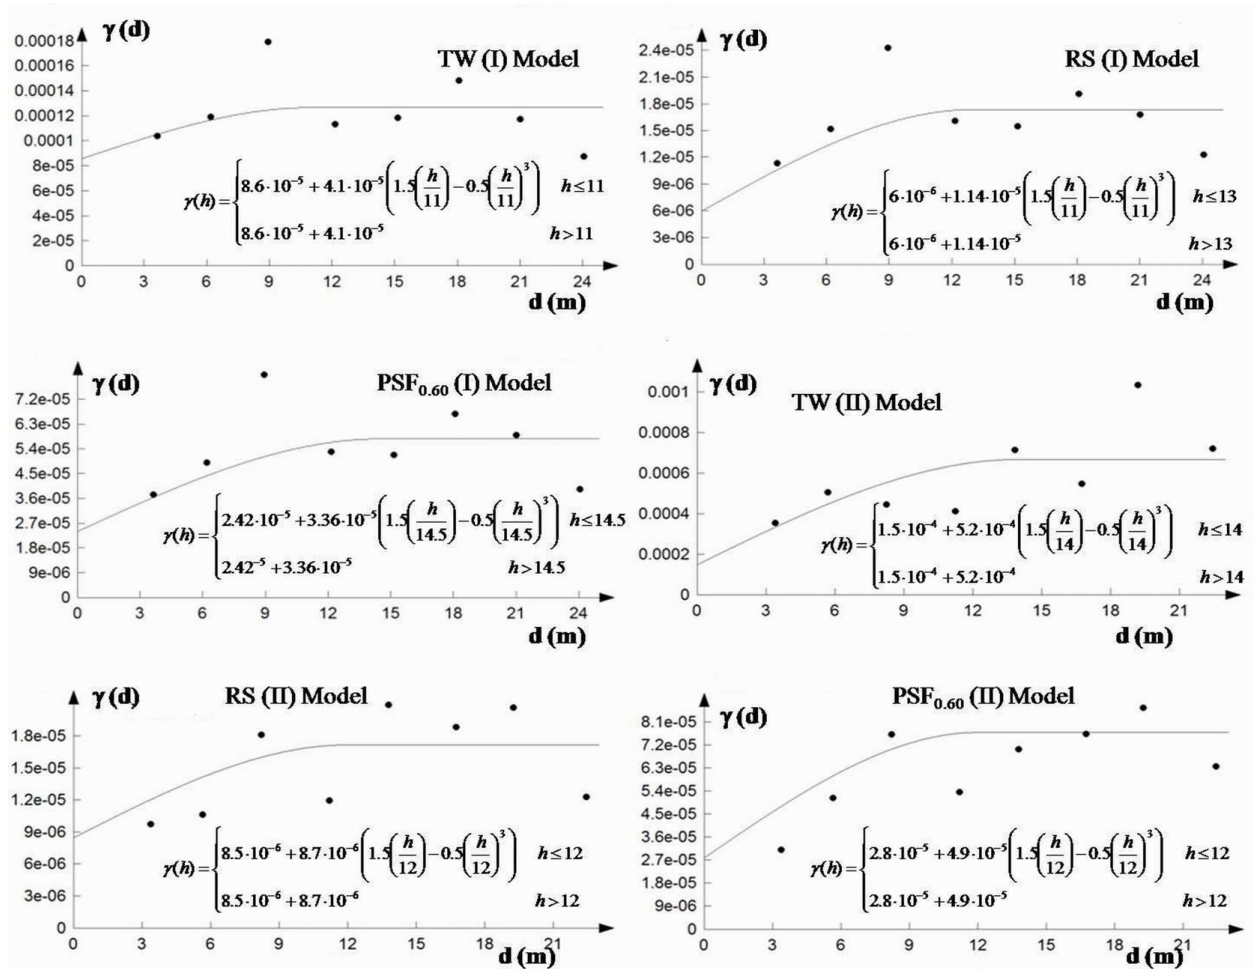 γ (d)
TW (I) Model
0.00018
0.00016
0.00014
0.00012
0.0001
8e-05
6e-05
4e-05
2e-05
0
γ(h)={8.6·10⁻⁵+4.1·10⁻⁵(1.5(h/11)−0.5(h/11)³) h≤11
8.6·10⁻⁵+4.1·10⁻⁵ h>11
0 3 6 9 12 15 18 21 24
d (m)
γ (d)
RS (I) Model
2.4e-05
2.1e-05
1.8e-05
1.5e-05
1.2e-05
9e-06
6e-06
3e-06
0
γ(h)={6·10⁻⁶+1.14·10⁻⁵(1.5(h/11)−0.5(h/11)³) h≤13
6·10⁻⁶+1.14·10⁻⁵ h>13
0 3 6 9 12 15 18 21 24
d (m)
γ (d)
PSF₀.₆₀ (I) Model
7.2e-05
6.3e-05
5.4e-05
4.5e-05
3.6e-05
2.7e-05
1.8e-05
9e-06
0
γ(h)={2.42·10⁻⁵+3.36·10⁻⁵(1.5(h/14.5)−0.5(h/14.5)³) h≤14.5
2.42⁻⁵+3.36·10⁻⁵ h>14.5
0 3 6 9 12 15 18 21 24
d (m)
γ (d)
TW (II) Model
0.001
0.0008
0.0006
0.0004
0.0002
0
γ(h)={1.5·10⁻⁴+5.2·10⁻⁴(1.5(h/14)−0.5(h/14)³) h≤14
1.5·10⁻⁴+5.2·10⁻⁴ h>14
0 3 6 9 12 15 18 21
d (m)
γ (d)
RS (II) Model
1.8e-05
1.5e-05
1.2e-05
9e-06
6e-06
3e-06
0
γ(h)={8.5·10⁻⁶+8.7·10⁻⁶(1.5(h/12)−0.5(h/12)³) h≤12
8.5·10⁻⁶+8.7·10⁻⁶ h>12
0 3 6 9 12 15 18 21
d (m)
γ (d)
PSF₀.₆₀ (II) Model
8.1e-05
7.2e-05
6.3e-05
5.4e-05
4.5e-05
3.6e-05
2.7e-05
1.8e-05
9e-06
0
γ(h)={2.8·10⁻⁵+4.9·10⁻⁵(1.5(h/12)−0.5(h/12)³) h≤12
2.8·10⁻⁵+4.9·10⁻⁵ h>12
0 3 6 9 12 15 18 21
d (m)